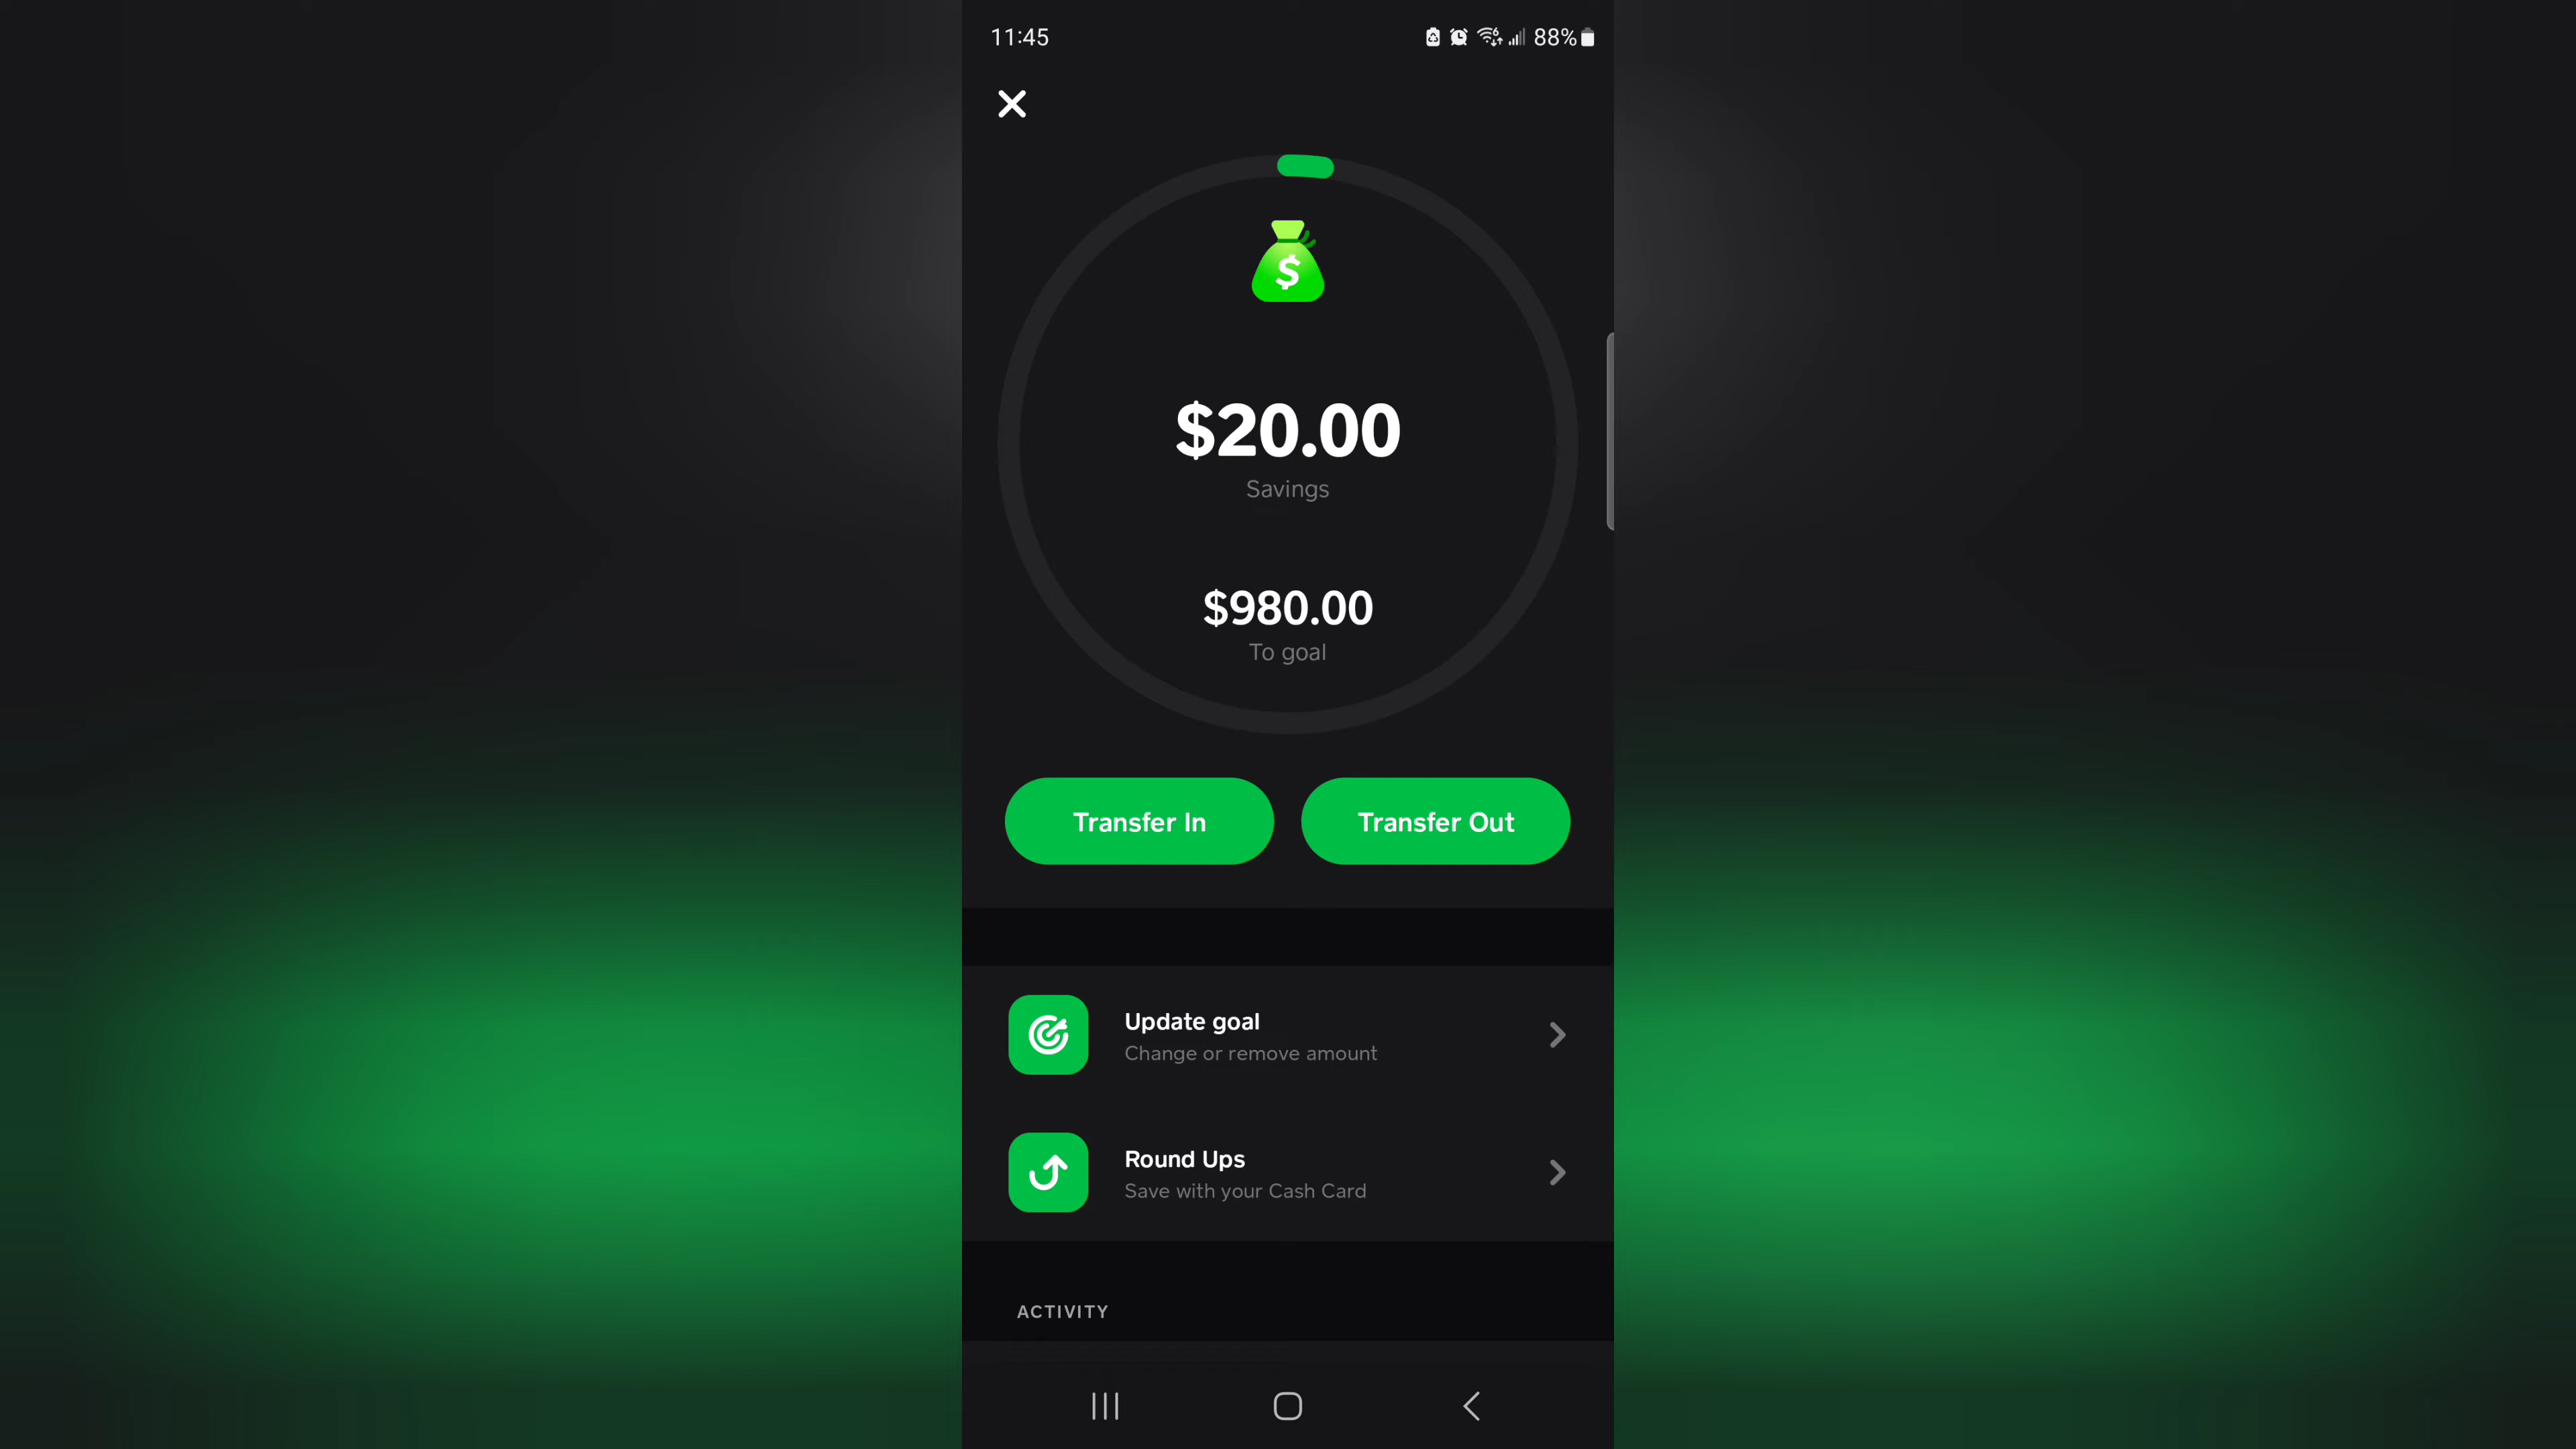 11:45
88%
$20.00
Savings
$980.00
To goal
Transfer In
Transfer Out
Update goal
Change or remove amount
Round Ups
Save with your Cash Card
ACTIVITY